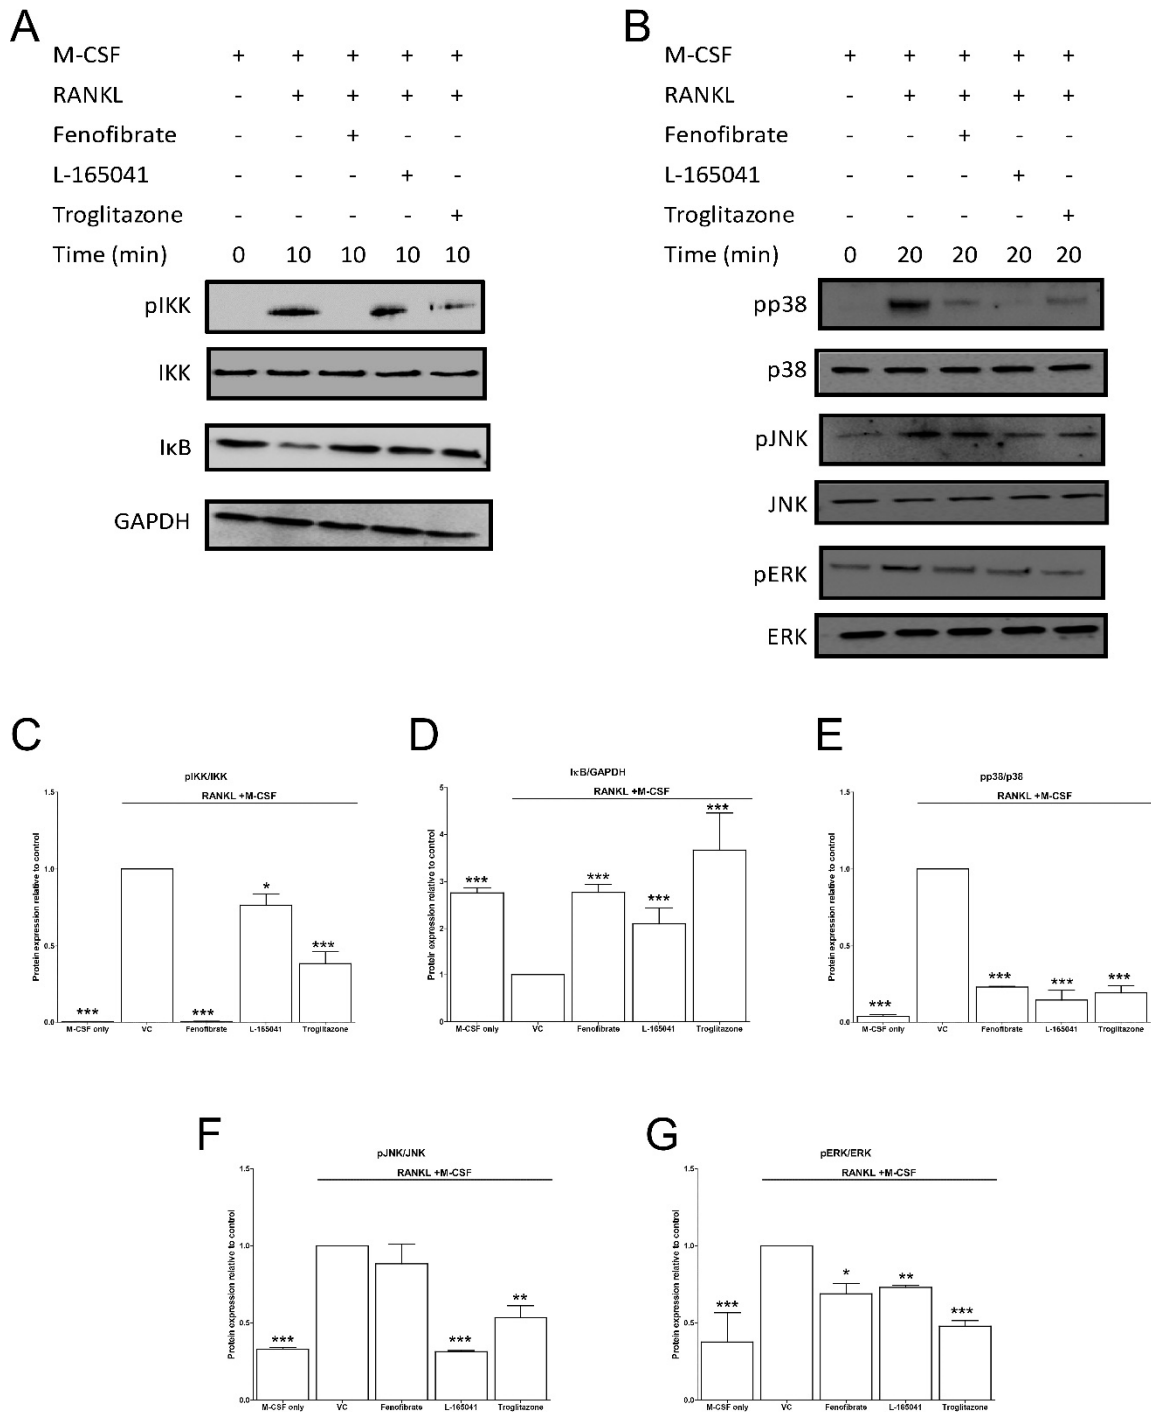 A
M-CSF + + + + +
RANKL - + + + +
Fenofibrate - - + - -
L-165041 - - - + -
Troglitazone - - - - +
Time (min) 0 10 10 10 10
pIKK
IKK
IκB
GAPDH
B
M-CSF + + + + +
RANKL - + + + +
Fenofibrate - - + - -
L-165041 - - - + -
Troglitazone - - - - +
Time (min) 0 20 20 20 20
pp38
p38
pJNK
JNK
pERK
ERK
C
pIKK/IKK
RANKL +M-CSF
Protein expression relative to control
1.5
1.0
0.5
0.0
*** *** * ***
M-CSF only VC Fenofibrate L-165041 Troglitazone
D
IκB/GAPDH
RANKL +M-CSF
Protein expression relative to control
5
4
3
2
1
0
*** *** *** ***
M-CSF only VC Fenofibrate L-165041 Troglitazone
E
pp38/p38
RANKL +M-CSF
Protein expression relative to control
1.5
1.0
0.5
0.0
*** *** *** ***
M-CSF only VC Fenofibrate L-165041 Troglitazone
F
pJNK/JNK
RANKL +M-CSF
Protein expression relative to control
1.5
1.0
0.5
0.0
*** *** **
M-CSF only VC Fenofibrate L-165041 Troglitazone
G
pERK/ERK
RANKL +M-CSF
Protein expression relative to control
1.5
1.0
0.5
0.0
*** * ** ***
M-CSF only VC Fenofibrate L-165041 Troglitazone